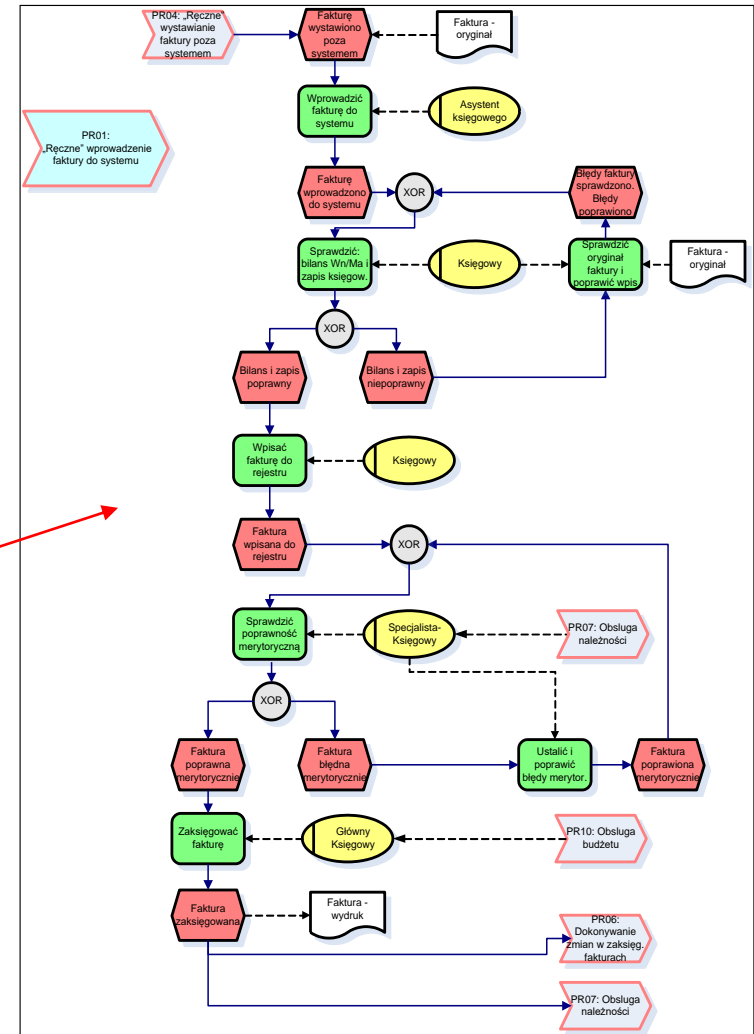 PR04: „Ręczne
wystawianie
faktury poza
systemem
Fakturę
wystawiono
poza
systemem
Faktura -
oryginał
Wprowadzić
fakturę do
systemu
Asystent
księgowego
PR01:
„Ręczne” wprowadzenie
faktury do systemu
Fakturę
wprowadzono
do systemu
XOR
Błędy faktury
sprawdzono.
Błędy
poprawiono
Sprawdzić:
bilans Wn/Ma i
zapis księgow.
Księgowy
Sprawdzić
oryginał
faktury i
poprawić wpis
Faktura -
oryginał
XOR
Bilans i zapis
poprawny
Bilans i zapis
niepoprawny
Wpisać
fakturę do
rejestru
Księgowy
Faktura
wpisana do
rejestru
XOR
Sprawdzić
poprawność
merytoryczną
Specjalista-
Księgowy
PR07: Obsluga
należności
XOR
Faktura
poprawna
merytorycznie
Faktura
błędna
merytorycznie
Ustalić i
poprawić
błędy merytor.
Faktura
poprawiona
merytorycznie
Zaksięgować
fakturę
Główny
Księgowy
PR10: Obsluga
budżetu
Faktura
zaksięgowana
Faktura -
wydruk
PR06:
Dokonywanie
zmian w zaksięg.
fakturach
PR07: Obsluga
należności